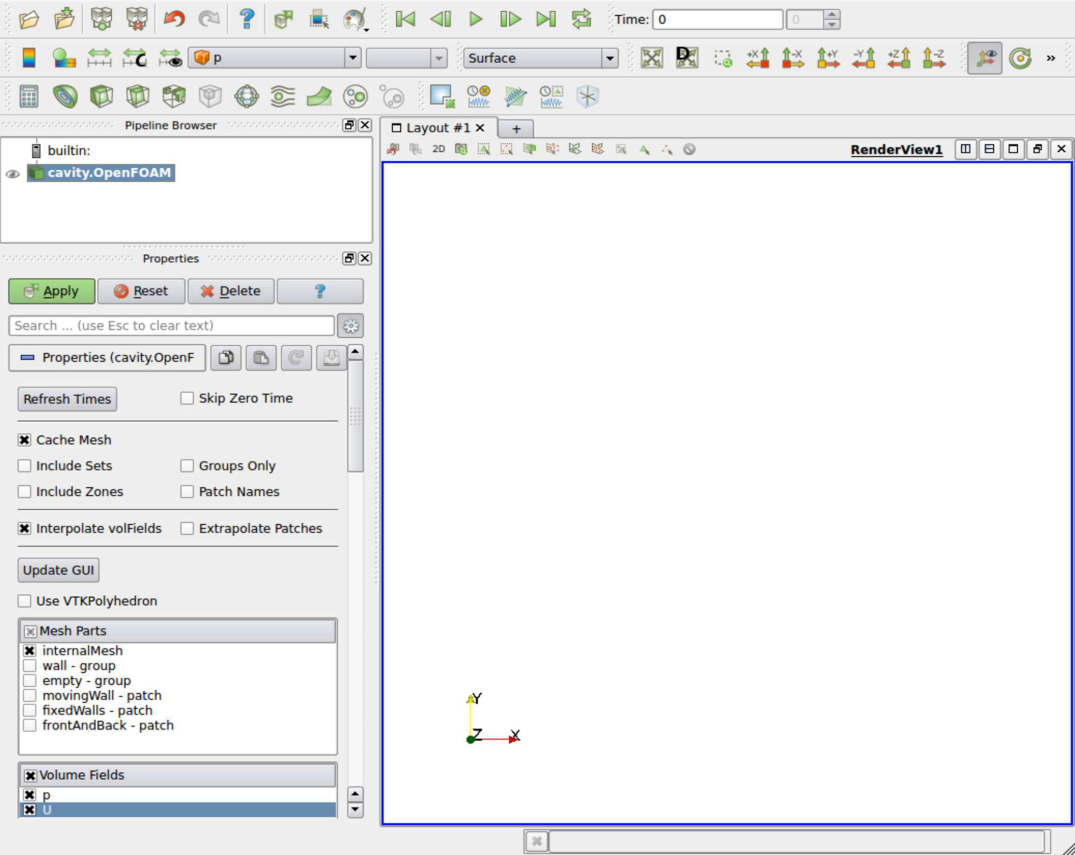 Time: 0 0
p Surface
D +X -X +Y -Y +Z -Z »
Pipeline Browser
Layout #1
+
builtin:
cavity.OpenFOAM
2D
RenderView1
Properties
Apply Reset Delete ?
Search ... (use Esc to clear text)
Properties (cavity.OpenF
Refresh Times Skip Zero Time
Cache Mesh
Include Sets Groups Only
Include Zones Patch Names
Interpolate volFields Extrapolate Patches
Update GUI
Use VTKPolyhedron
Mesh Parts
internalMesh
wall - group
empty - group
movingWall - patch
fixedWalls - patch
frontAndBack - patch
Volume Fields
p
U
Y
Z X